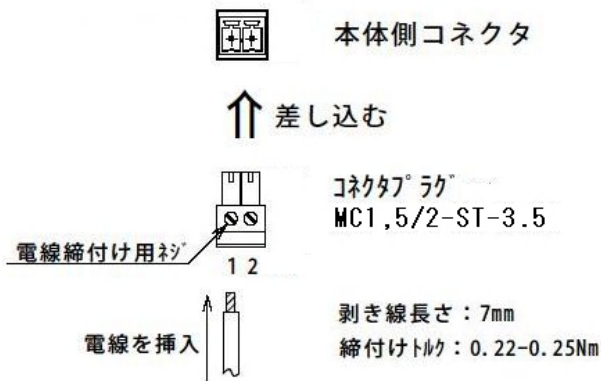 本体側コネクタ
差し込む
ｺﾈｸﾀﾌﾟﾗｸﾞ
MC1,5/2-ST-3.5
電線締付け用ﾈｼﾞ
1 2
電線を挿入
剥き線長さ：7mm
締付けﾄﾙｸ：0.22-0.25Nm